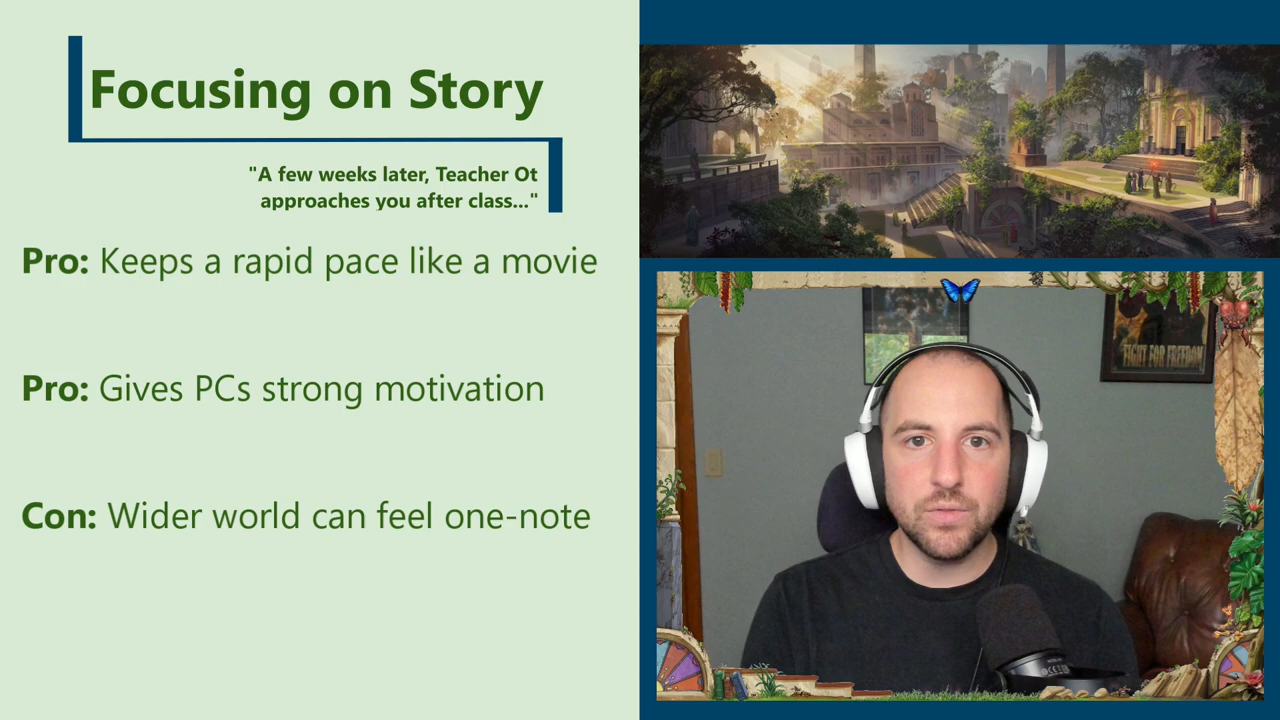 Focusing on Story
"A few weeks later, Teacher Ot
approaches you after class..."
Pro: Keeps a rapid pace like a movie
Pro: Gives PCs strong motivation
Con: Wider world can feel one-note
FIGHT FOR FREEDOM